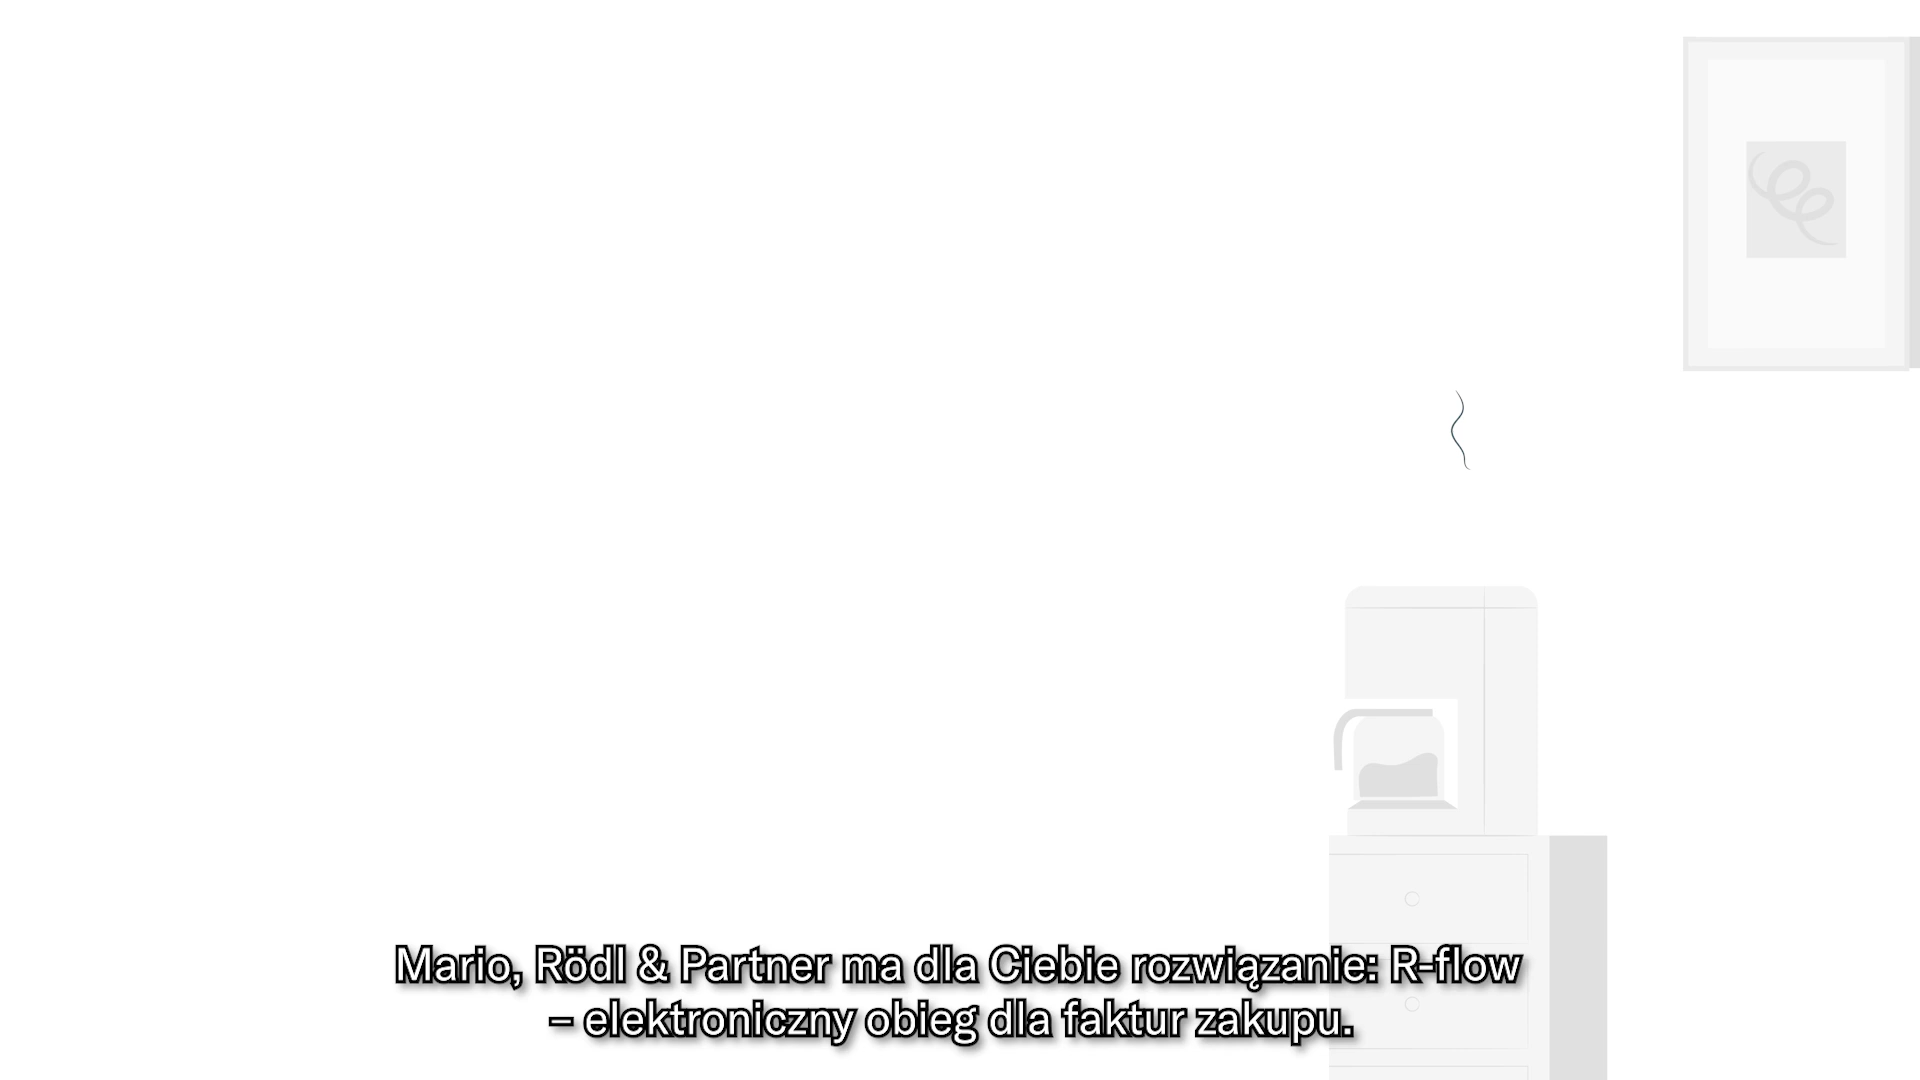 Mario, Rödl & Partner ma dla Ciebie rozwiązanie: R-flow
– elektroniczny obieg dla faktur zakupu.